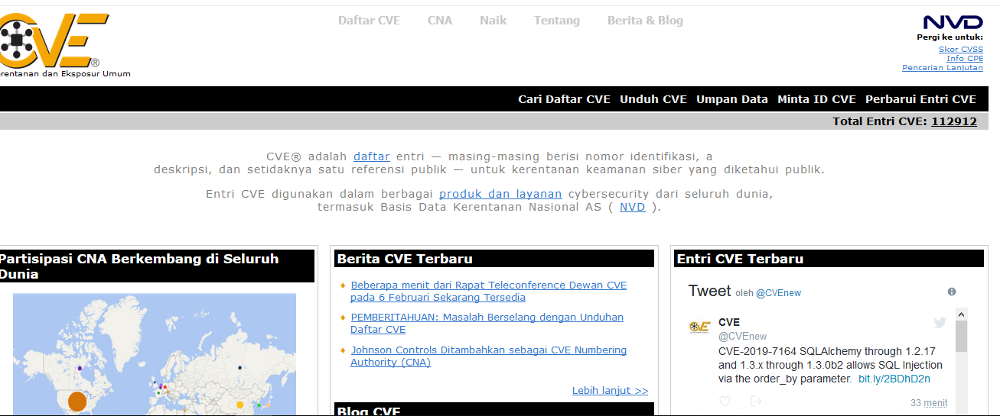 CVE®
erentanan dan Eksposur Umum
Daftar CVE CNA Naik Tentang Berita & Blog
NVD
Pergi ke untuk:
Skor CVSS
Info CPE
Pencarian Lanjutan
Cari Daftar CVE Unduh CVE Umpan Data Minta ID CVE Perbarui Entri CVE
Total Entri CVE: 112912
CVE® adalah daftar entri — masing-masing berisi nomor identifikasi, a
deskripsi, dan setidaknya satu referensi publik — untuk kerentanan keamanan siber yang diketahui publik.
Entri CVE digunakan dalam berbagai produk dan layanan cybersecurity dari seluruh dunia,
termasuk Basis Data Kerentanan Nasional AS ( NVD ).
Partisipasi CNA Berkembang di Seluruh
Dunia
Berita CVE Terbaru
Beberapa menit dari Rapat Teleconference Dewan CVE
pada 6 Februari Sekarang Tersedia
PEMBERITAHUAN: Masalah Berselang dengan Unduhan
Daftar CVE
Johnson Controls Ditambahkan sebagai CVE Numbering
Authority (CNA)
Lebih lanjut >>
Blog CVE
Entri CVE Terbaru
Tweet oleh @CVEnew
CVE
CVE
@CVEnew
CVE-2019-7164 SQLAlchemy through 1.2.17
and 1.3.x through 1.3.0b2 allows SQL Injection
via the order_by parameter. bit.ly/2BDhD2n
33 menit